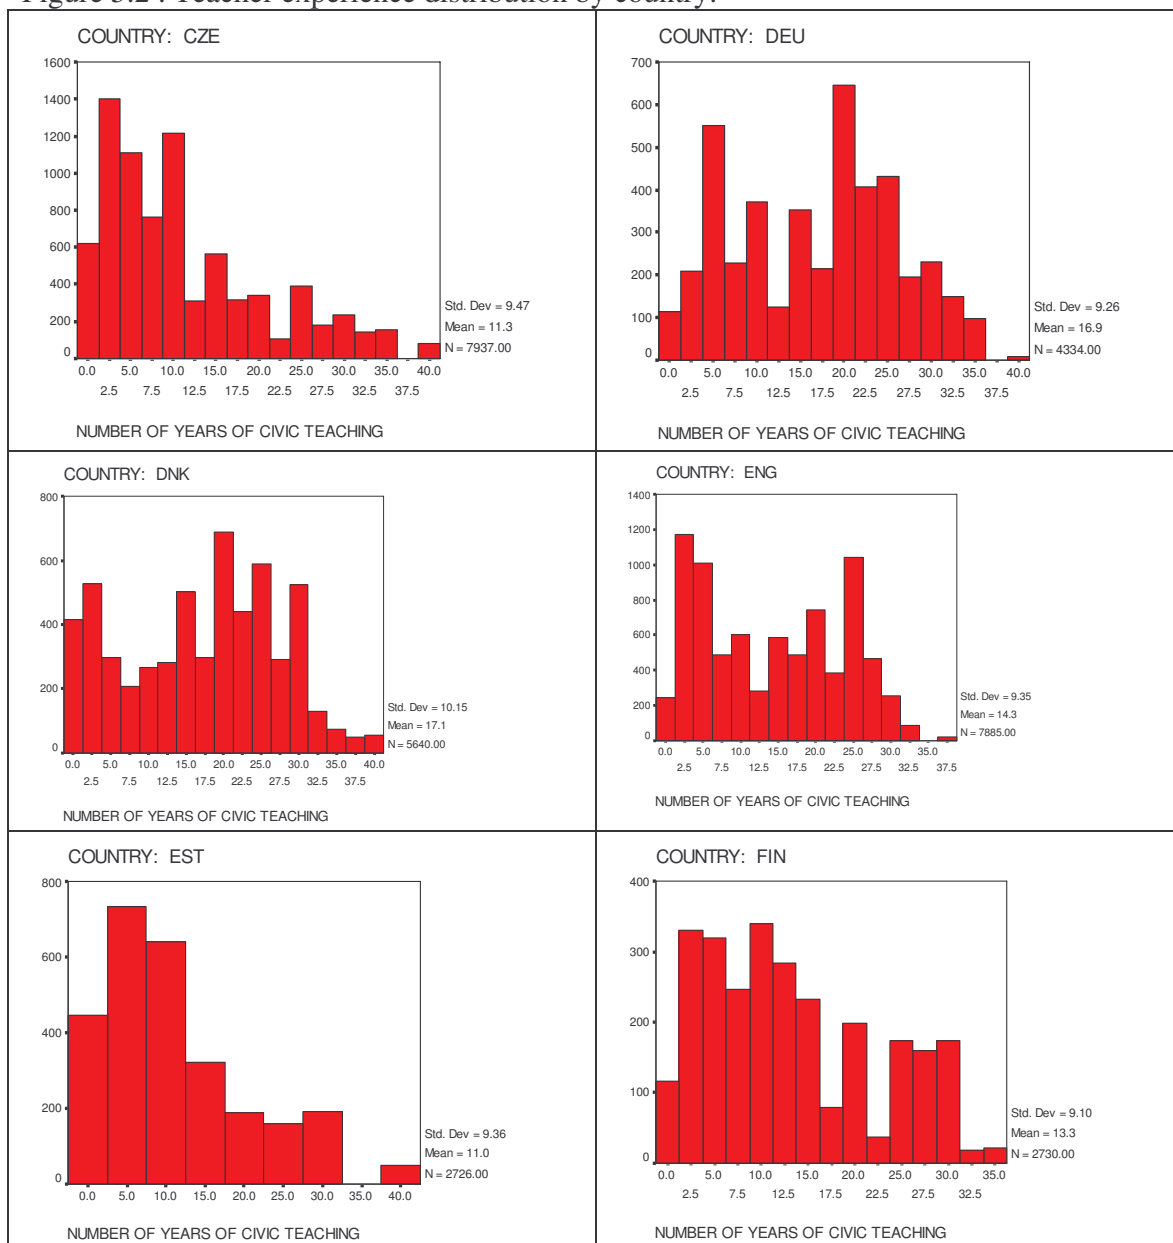 Figure 5.24 : Teacher experience distribution by country.
COUNTRY: CZE
1600
1400
1200
1000
800
600
400
200
0
0.0 5.0 10.0 15.0 20.0 25.0 30.0 35.0 40.0
2.5 7.5 12.5 17.5 22.5 27.5 32.5 37.5
Std. Dev = 9.47
Mean = 11.3
N = 7937.00
NUMBER OF YEARS OF CIVIC TEACHING
COUNTRY: DEU
700
600
500
400
300
200
100
0
0.0 5.0 10.0 15.0 20.0 25.0 30.0 35.0 40.0
2.5 7.5 12.5 17.5 22.5 27.5 32.5 37.5
Std. Dev = 9.26
Mean = 16.9
N = 4334.00
NUMBER OF YEARS OF CIVIC TEACHING
COUNTRY: DNK
800
600
400
200
0
0.0 5.0 10.0 15.0 20.0 25.0 30.0 35.0 40.0
2.5 7.5 12.5 17.5 22.5 27.5 32.5 37.5
Std. Dev = 10.15
Mean = 17.1
N = 5640.00
NUMBER OF YEARS OF CIVIC TEACHING
COUNTRY: ENG
1400
1200
1000
800
600
400
200
0
0.0 5.0 10.0 15.0 20.0 25.0 30.0 35.0
2.5 7.5 12.5 17.5 22.5 27.5 32.5 37.5
Std. Dev = 9.35
Mean = 14.3
N = 7885.00
NUMBER OF YEARS OF CIVIC TEACHING
COUNTRY: EST
800
600
400
200
0
0.0 5.0 10.0 15.0 20.0 25.0 30.0 35.0 40.0
Std. Dev = 9.36
Mean = 11.0
N = 2726.00
NUMBER OF YEARS OF CIVIC TEACHING
COUNTRY: FIN
400
300
200
100
0
0.0 5.0 10.0 15.0 20.0 25.0 30.0 35.0
2.5 7.5 12.5 17.5 22.5 27.5 32.5
Std. Dev = 9.10
Mean = 13.3
N = 2730.00
NUMBER OF YEARS OF CIVIC TEACHING